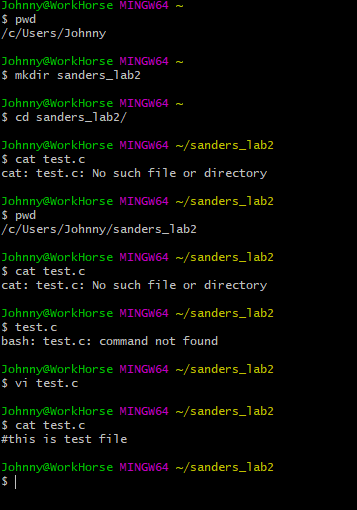 Johnny@WorkHorse MINGW64 ~
$ pwd
/c/Users/Johnny
Johnny@WorkHorse MINGW64 ~
$ mkdir sanders_lab2
Johnny@WorkHorse MINGW64 ~
$ cd sanders_lab2/
Johnny@WorkHorse MINGW64 ~/sanders_lab2
$ cat test.c
cat: test.c: No such file or directory
Johnny@WorkHorse MINGW64 ~/sanders_lab2
$ pwd
/c/Users/Johnny/sanders_lab2
Johnny@WorkHorse MINGW64 ~/sanders_lab2
$ cat test.c
cat: test.c: No such file or directory
Johnny@WorkHorse MINGW64 ~/sanders_lab2
$ test.c
bash: test.c: command not found
Johnny@WorkHorse MINGW64 ~/sanders_lab2
$ vi test.c
Johnny@WorkHorse MINGW64 ~/sanders_lab2
$ cat test.c
#this is test file
Johnny@WorkHorse MINGW64 ~/sanders_lab2
$